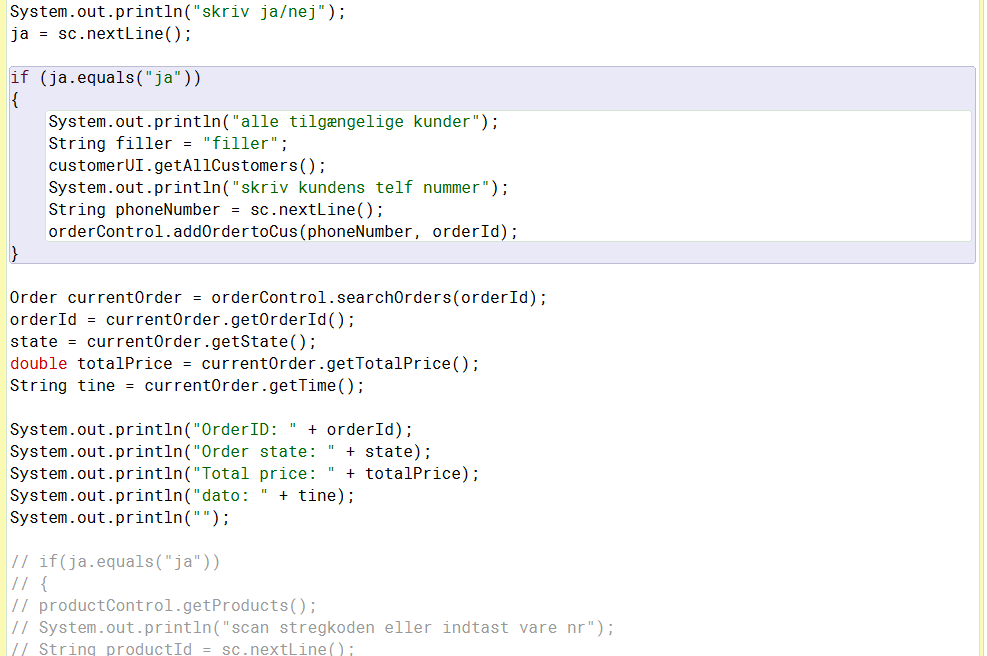 System.out.println("skriv ja/nej");
ja = sc.nextLine();
if (ja.equals("ja"))
{
System.out.println("alle tilgængelige kunder");
String filler = "filler";
customerUI.getAllCustomers();
System.out.println("skriv kundens telf nummer");
String phoneNumber = sc.nextLine();
orderControl.addOrdertoCus(phoneNumber, orderId);
}
Order currentOrder = orderControl.searchOrders(orderId);
orderId = currentOrder.getOrderId();
state = currentOrder.getState();
double totalPrice = currentOrder.getTotalPrice();
String tine = currentOrder.getTime();
System.out.println("OrderID: " + orderId);
System.out.println("Order state: " + state);
System.out.println("Total price: " + totalPrice);
System.out.println("dato: " + tine);
System.out.println("");
// if(ja.equals("ja"))
// {
// productControl.getProducts();
// System.out.println("scan stregkoden eller indtast vare nr");
// String productId = sc.nextLine();